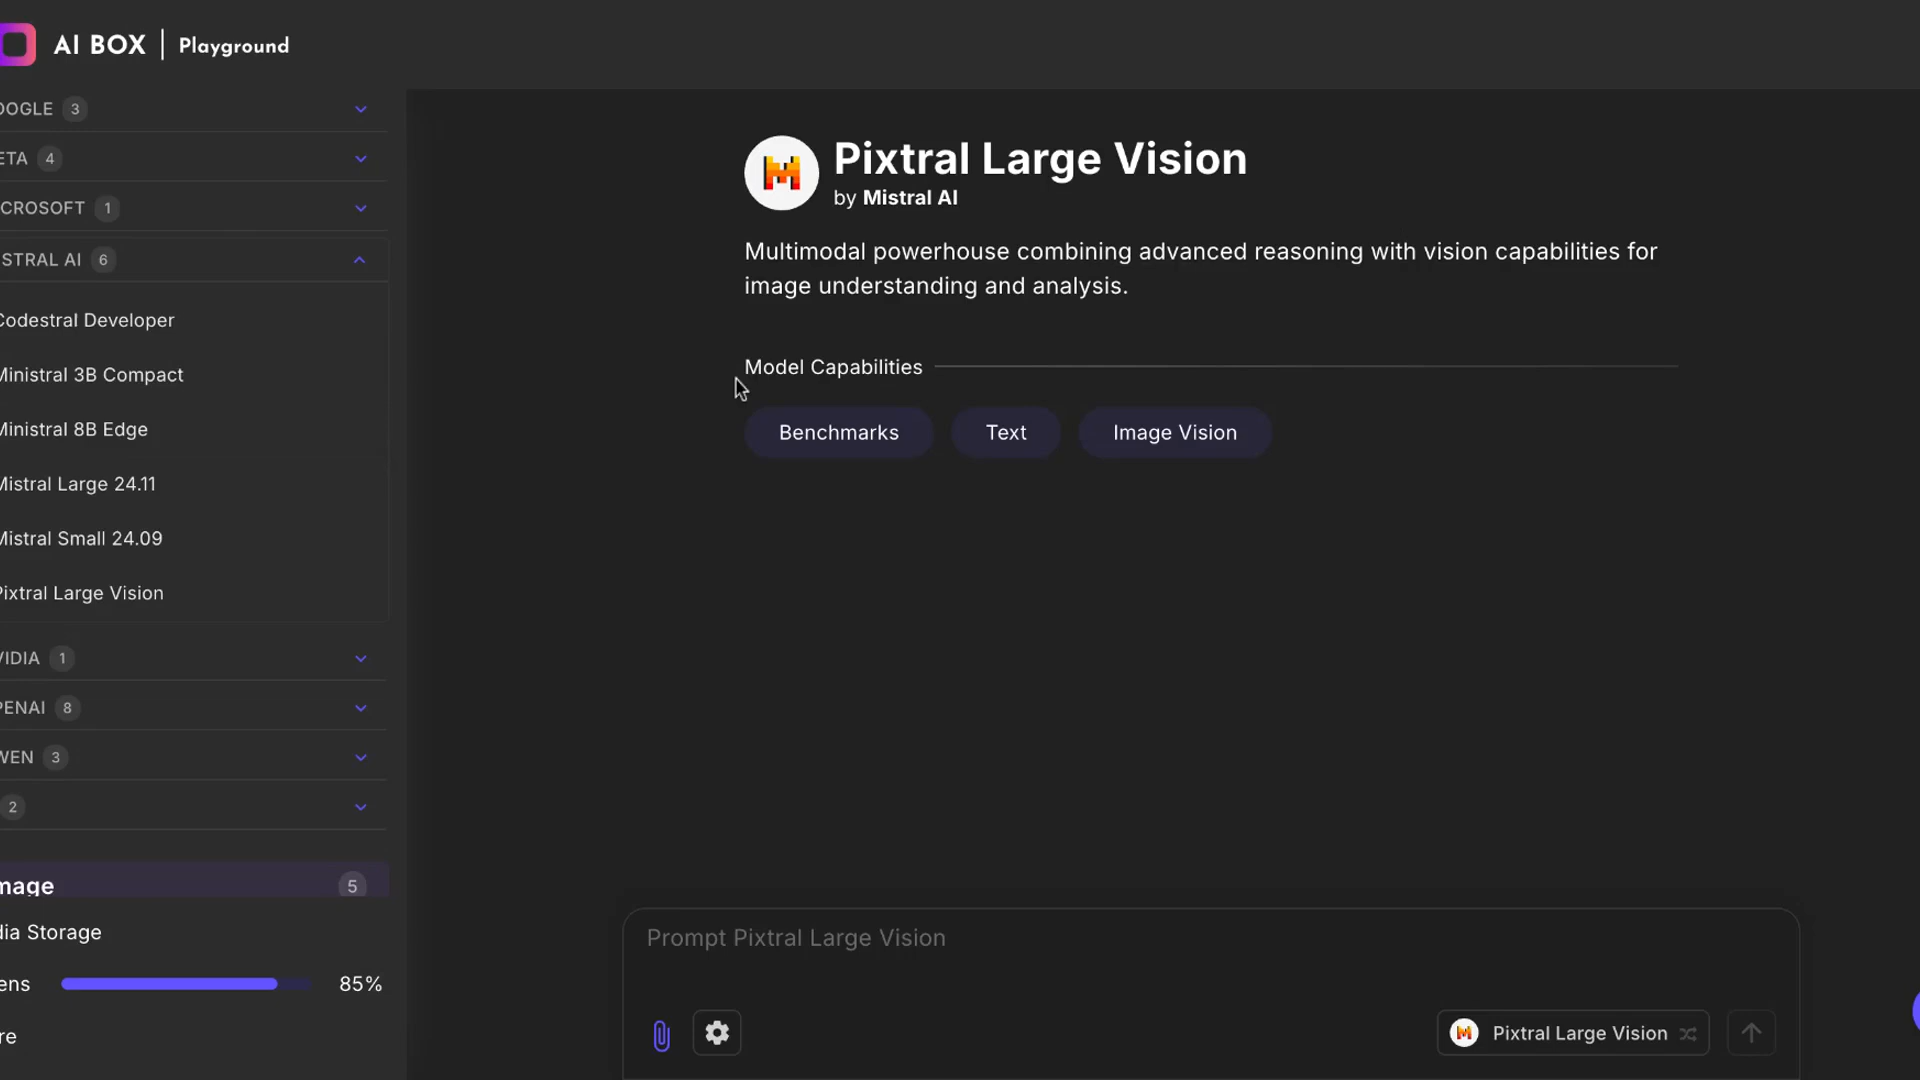 AI BOX | Playground
OOGLE 3
ETA 4
CROSOFT 1
STRAL AI 6
Codestral Developer
Ministral 3B Compact
Ministral 8B Edge
Mistral Large 24.11
Mistral Small 24.09
Pixtral Large Vision
VIDIA 1
PENAI 8
WEN 3
2
mage 5
dia Storage
ens 85%
re
Pixtral Large Vision
by Mistral AI
Multimodal powerhouse combining advanced reasoning with vision capabilities for
image understanding and analysis.
Model Capabilities
Benchmarks Text Image Vision
Prompt Pixtral Large Vision
Pixtral Large Vision